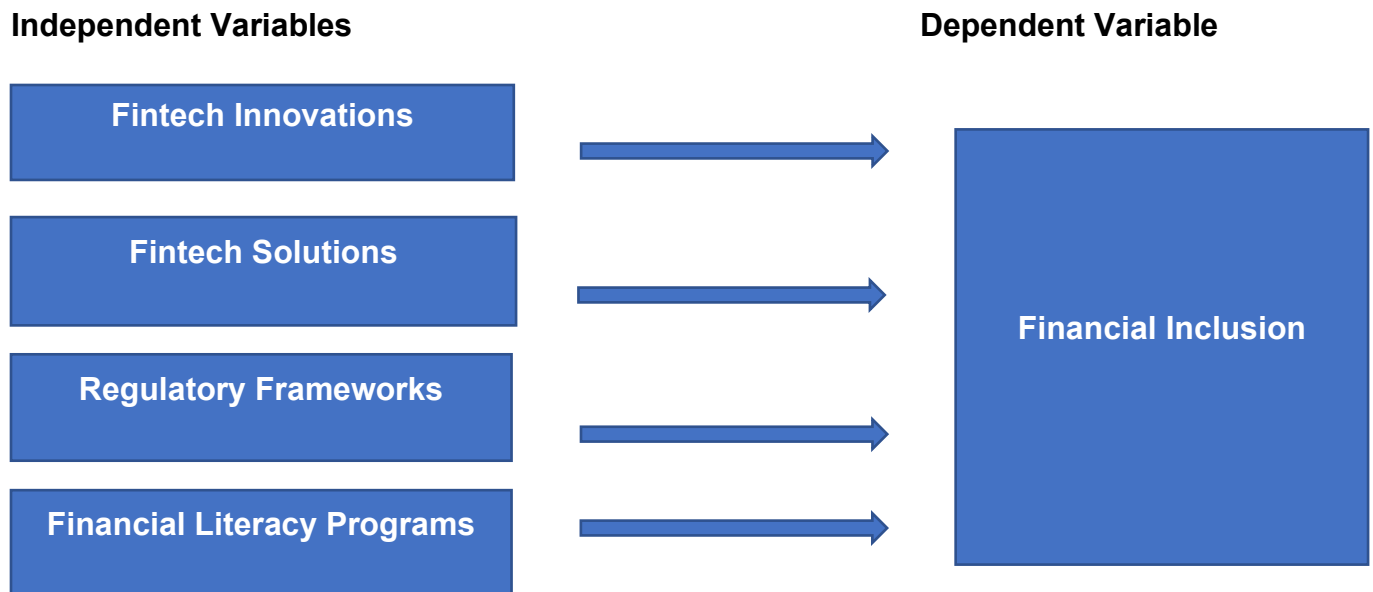 Independent Variables
Dependent Variable
Fintech Innovations
Fintech Solutions
Regulatory Frameworks
Financial Literacy Programs
Financial Inclusion